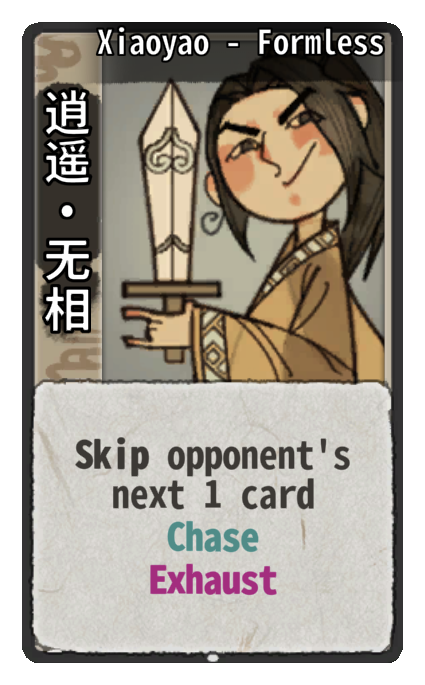 Xiaoyao - Formless
逍遥·无相
Skip opponent's
next 1 card
Chase
Exhaust